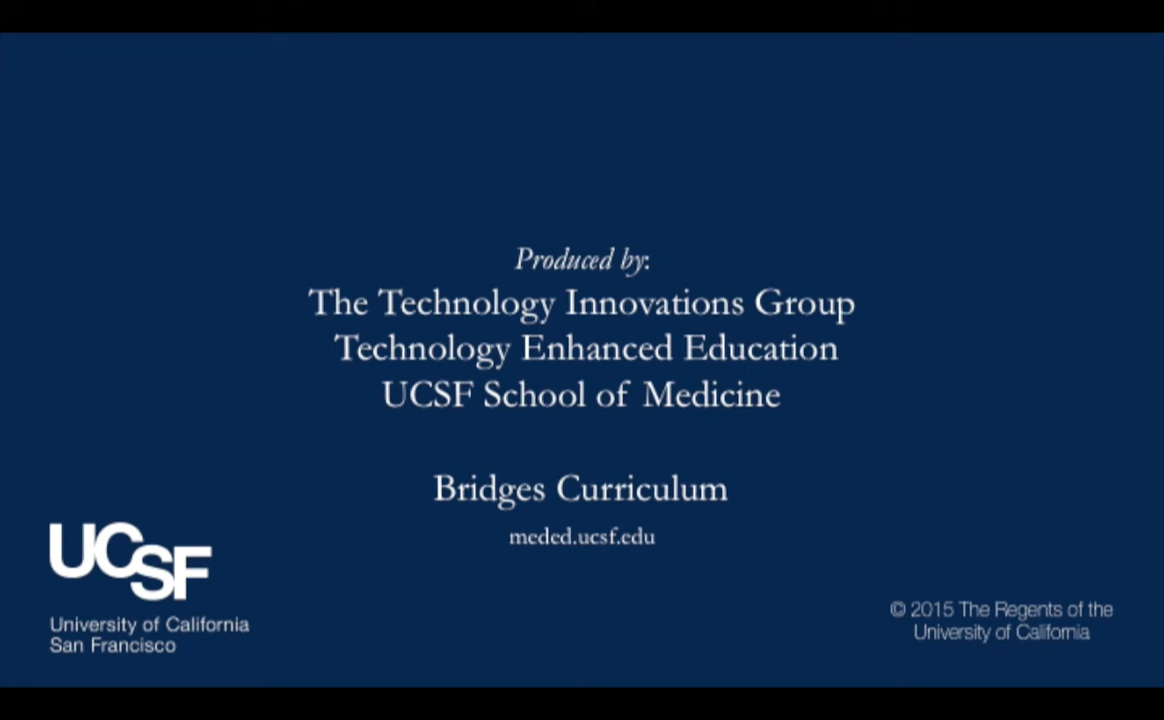 Produced by:
The Technology Innovations Group
Technology Enhanced Education
UCSF School of Medicine
Bridges Curriculum
meded.ucsf.edu
UCSF
University of California
San Francisco
© 2015 The Regents of the
University of California